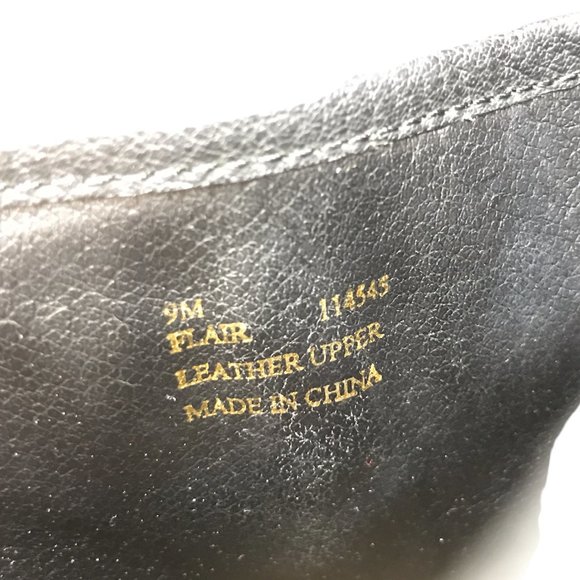 9M 114545
FLAIR
LEATHER UPPER
MADE IN CHINA